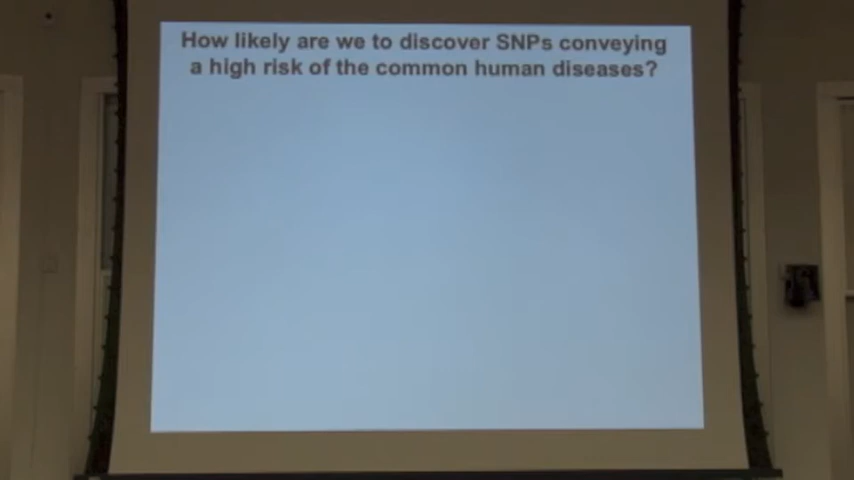 How likely are we to discover SNPs conveying
a high risk of the common human diseases?